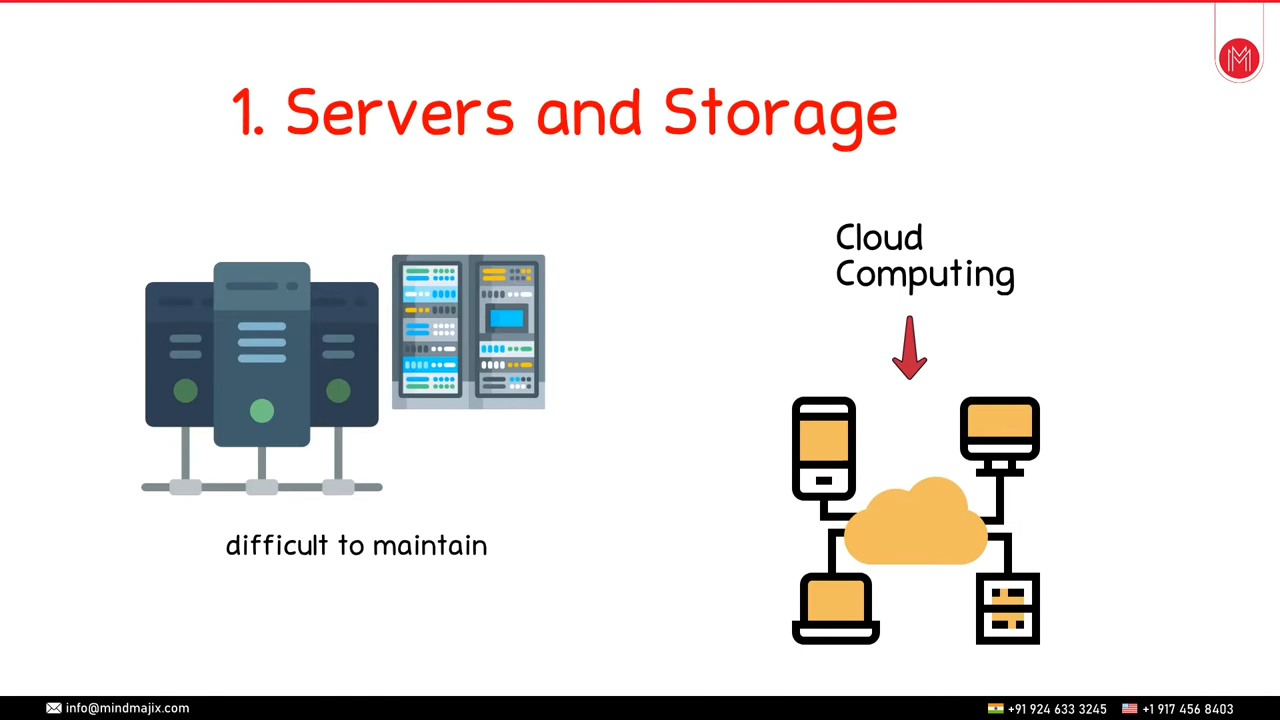 1. Servers and Storage
Cloud
Computing
difficult to maintain
info@mindmajix.com
+91 924 633 3245
+1 917 456 8403